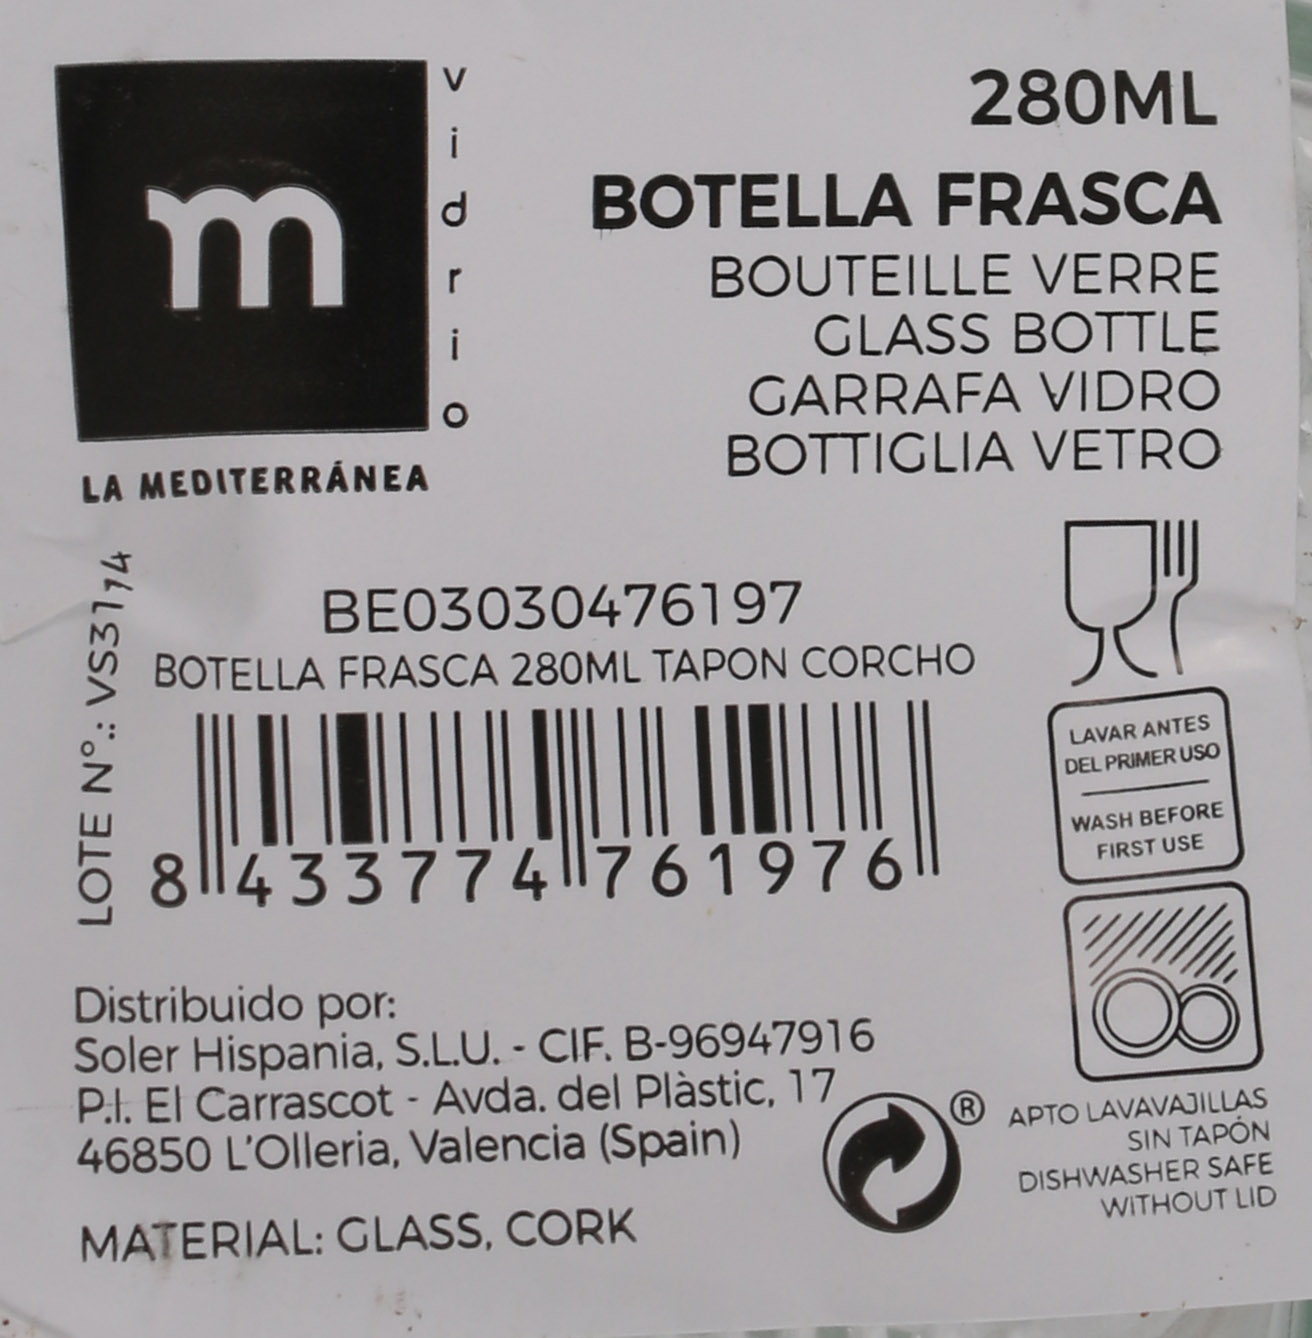 m
vidrio
LA MEDITERRÁNEA
280ML
BOTELLA FRASCA
BOUTEILLE VERRE
GLASS BOTTLE
GARRAFA VIDRO
BOTTIGLIA VETRO
LOTE Nº.: VS3174
BE03030476197
BOTELLA FRASCA 280ML TAPON CORCHO
8 433774 761976
LAVAR ANTES
DEL PRIMER USO
WASH BEFORE
FIRST USE
Distribuido por:
Soler Hispania, S.L.U. - CIF. B-96947916
P.I. El Carrascot - Avda. del Plàstic, 17
46850 L'Olleria, Valencia (Spain)
MATERIAL: GLASS, CORK
®
APTO LAVAVAJILLAS
SIN TAPÓN
DISHWASHER SAFE
WITHOUT LID